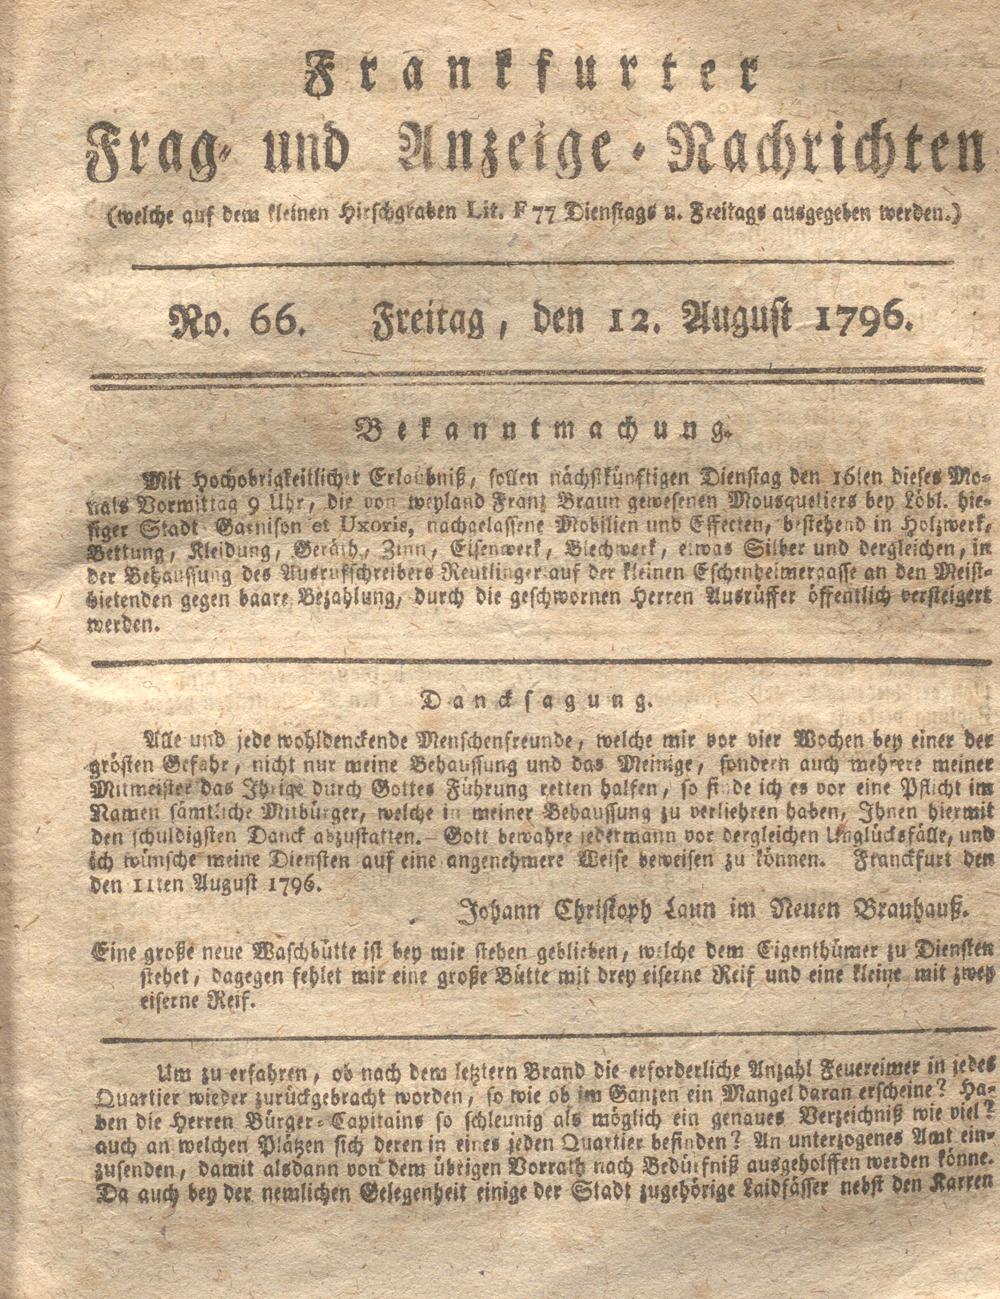 Frankfurter
Frag- und Anzeige-Nachrichten
(welche auf dem kleinen Hirschgraben Lit. F 77 Dienstags u. Freitags ausgegeben werden.)
No. 66. Freitag, den 12. August 1796.
Bekanntmachung.
Mit Hochobrigkeitlicher Erlaubniß, sollen nächstkünftigen Dienstag den 16ten dieses Mo-
nats Vormittag 9 Uhr, die von weyland Franz Braun gewesenen Mousquetiers bey Löbl. hie-
siger Stadt Garnison et Uxoris, nachgelassene Mobilien und Effecten, bestehend in Holzwerk,
Bettung, Kleidung, Geräth, Zinn, Eisenwerk, Blechwerk, etwas Silber und dergleichen, in
der Behaussung des Ausrufschreibers Reutlinger auf der kleinen Eschenheimergasse an den Meist-
bietenden gegen baare Bezahlung, durch die geschwornen Herren Ausrüffer öffentlich versteigert
werden.
Dancksagung.
Alle und jede wohldenckende Menschenfreunde, welche mir vor vier Wochen bey einer der
grösten Gefahr, nicht nur meine Behaussung und das Meinige, sondern auch mehrere meiner
Mitmeister das Ihrige durch Gottes Führung retten halfen, so finde ich es vor eine Pflicht im
Namen sämtliche Mitbürger, welche in meiner Behaussung zu verliehren haben, Ihnen hiermit
den schuldigsten Danck abzustatten. – Gott bewahre jedermann vor dergleichen Unglücksfälle, und
ich wünsche meine Diensten auf eine angenehmere Weise beweisen zu können. Franckfurt den
den 11ten August 1796.
Johann Christoph Laun im Neuen Brauhauß.
Eine große neue Waschbütte ist bey mir stehen geblieben, welche dem Eigenthümer zu Diensten
stehet, dagegen fehlet mir eine große Bütte mit drey eiserne Reif und eine kleine mit zwey
eiserne Reif.
Um zu erfahren, ob nach dem letztern Brand die erforderliche Anzahl Feuereimer in jedes
Quartier wieder zurückgebracht worden, so wie ob im Ganzen ein Mangel daran erscheine? Ha-
ben die Herren Bürger-Capitains so schleunig als möglich ein genaues Verzeichniß wie viel?
auch an welchen Plätzen sich deren in eines jeden Quartier befinden? An unterzogenes Amt ein-
zusenden, damit alsdann von dem übrigen Vorrath nach Bedürfniß ausgeholffen werden könne.
Da auch bey der nemlichen Gelegenheit einige der Stadt zugehörige Laidfässer nebst den Karren